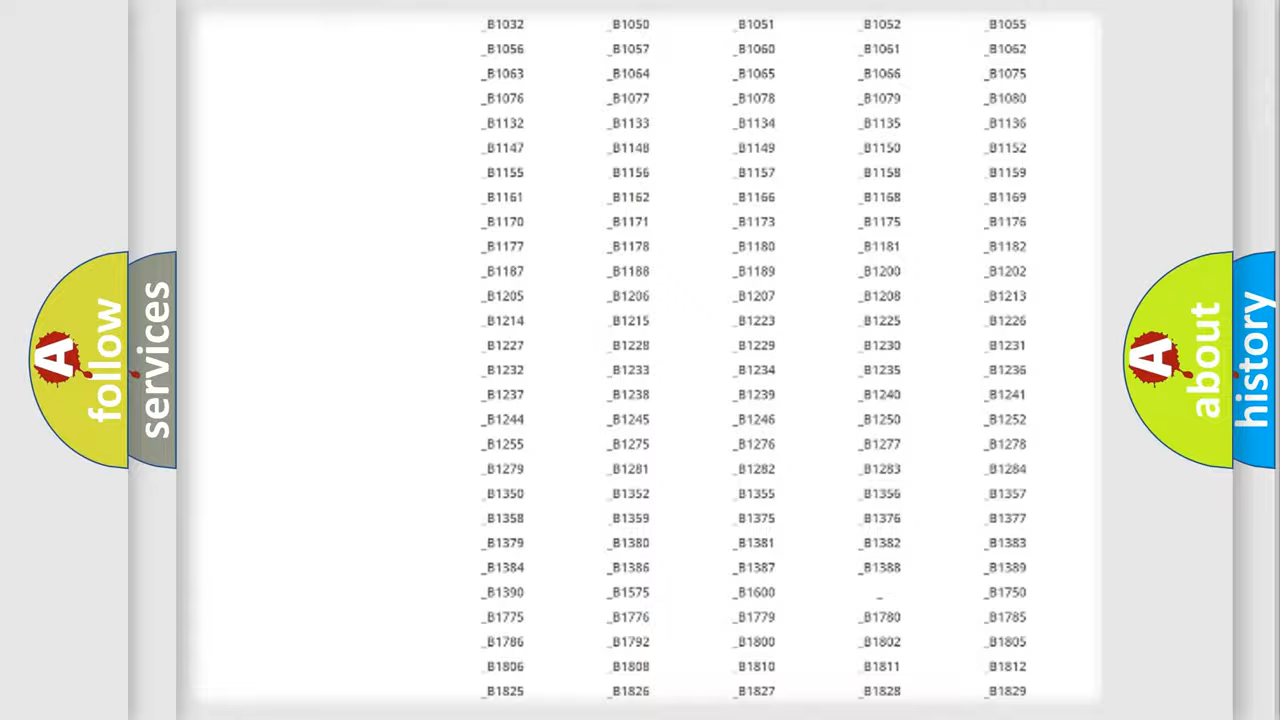 _B1032 _B1050 _B1051 _B1052 _B1055
_B1056 _B1057 _B1060 _B1061 _B1062
_B1063 _B1064 _B1065 _B1066 _B1075
_B1076 _B1077 _B1078 _B1079 _B1080
_B1132 _B1133 _B1134 _B1135 _B1136
_B1147 _B1148 _B1149 _B1150 _B1152
_B1155 _B1156 _B1157 _B1158 _B1159
_B1161 _B1162 _B1166 _B1168 _B1169
_B1170 _B1171 _B1173 _B1175 _B1176
_B1177 _B1178 _B1180 _B1181 _B1182
_B1187 _B1188 _B1189 _B1200 _B1202
_B1205 _B1206 _B1207 _B1208 _B1213
_B1214 _B1215 _B1223 _B1225 _B1226
_B1227 _B1228 _B1229 _B1230 _B1231
_B1232 _B1233 _B1234 _B1235 _B1236
_B1237 _B1238 _B1239 _B1240 _B1241
_B1244 _B1245 _B1246 _B1250 _B1252
_B1255 _B1275 _B1276 _B1277 _B1278
_B1279 _B1281 _B1282 _B1283 _B1284
_B1350 _B1352 _B1355 _B1356 _B1357
_B1358 _B1359 _B1375 _B1376 _B1377
_B1379 _B1380 _B1381 _B1382 _B1383
_B1384 _B1386 _B1387 _B1388 _B1389
_B1390 _B1575 _B1600 _ _B1750
_B1775 _B1776 _B1779 _B1780 _B1785
_B1786 _B1792 _B1800 _B1802 _B1805
_B1806 _B1808 _B1810 _B1811 _B1812
_B1825 _B1826 _B1827 _B1828 _B1829
A follow
services
A about
history